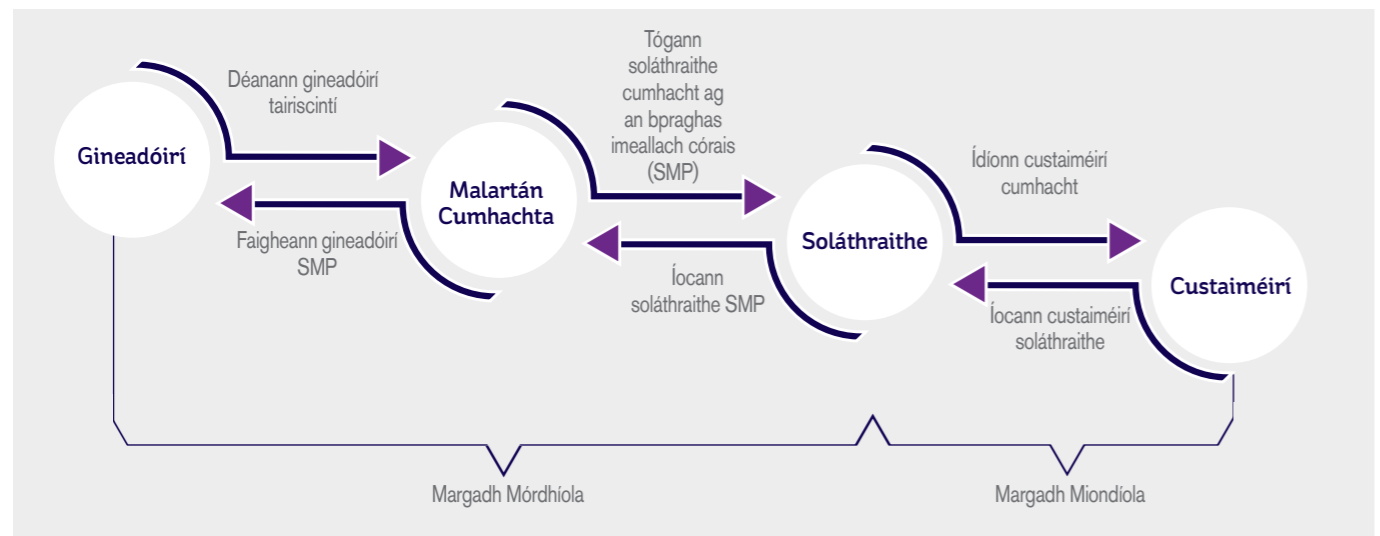 Gineadóirí
Déanann gineadóirí
tairiscintí
Faigheann gineadóirí
SMP
Malartán
Cumhachta
Tógann
soláthraithe
cumhacht ag
an bpraghas
imeallach córais
(SMP)
Íocann
soláthraithe SMP
Soláthraithe
Ídíonn custaiméirí
cumhacht
Íocann custaiméirí
soláthraithe
Custaiméirí
Margadh Mórdhíola
Margadh Miondíola